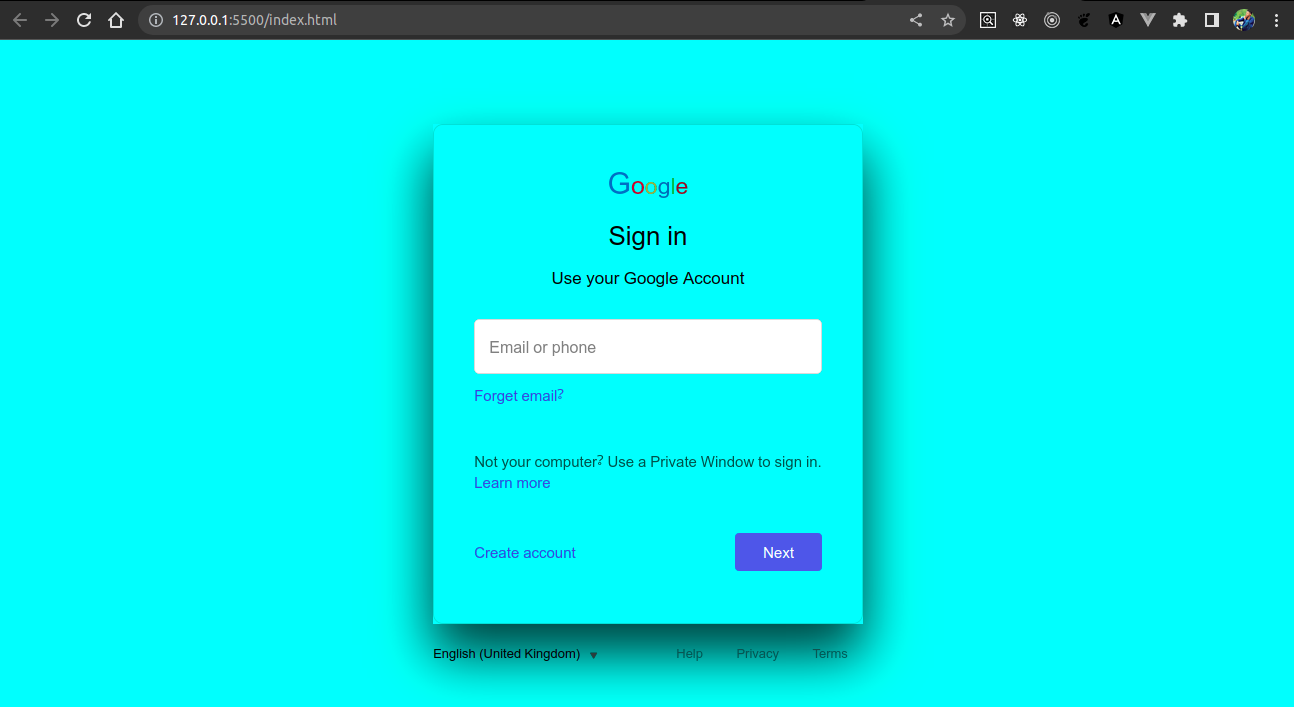 127.0.0.1:5500/index.html
Google
Sign in
Use your Google Account
Email or phone
Forget email?
Not your computer? Use a Private Window to sign in.
Learn more
Create account
Next
English (United Kingdom)
Help
Privacy
Terms